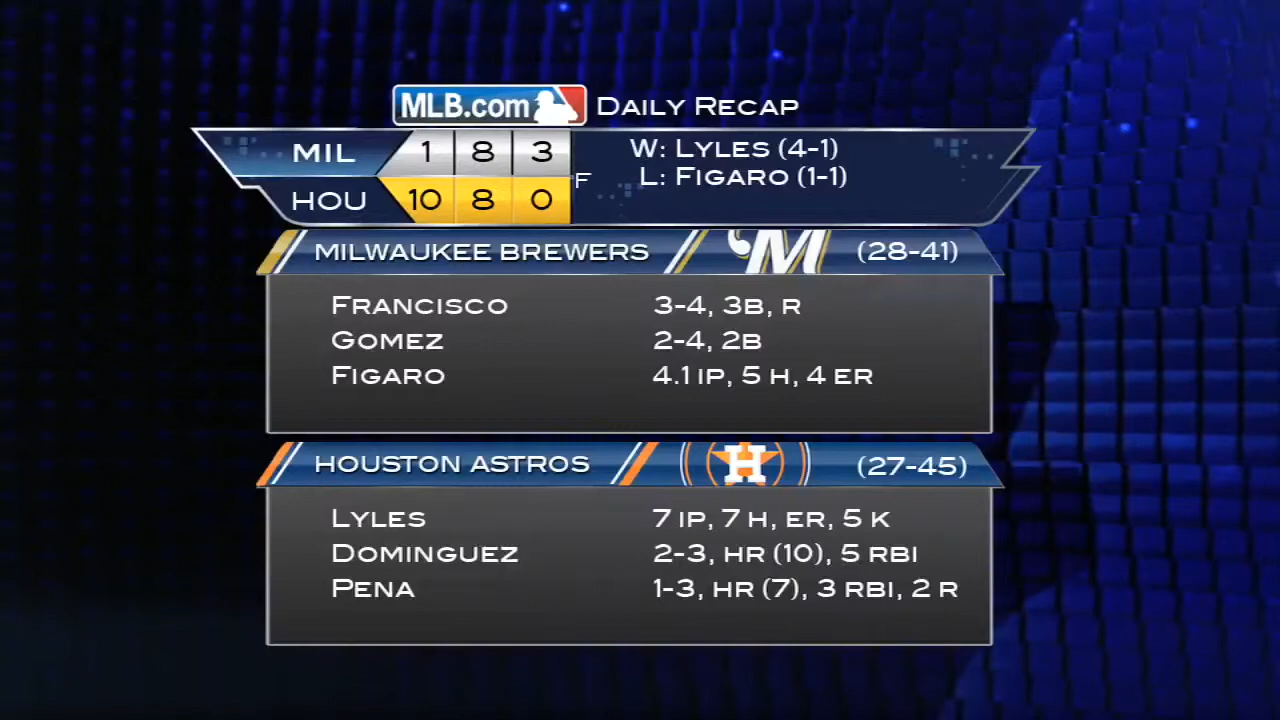 MLB.com DAILY RECAP
MIL 1 8 3 W: LYLES (4-1)
F L: FIGARO (1-1)
HOU 10 8 0
MILWAUKEE BREWERS M (28-41)
FRANCISCO 3-4, 3B, R
GOMEZ 2-4, 2B
FIGARO 4.1 IP, 5 H, 4 ER
HOUSTON ASTROS H (27-45)
LYLES 7 IP, 7 H, ER, 5 K
DOMINGUEZ 2-3, HR (10), 5 RBI
PENA 1-3, HR (7), 3 RBI, 2 R